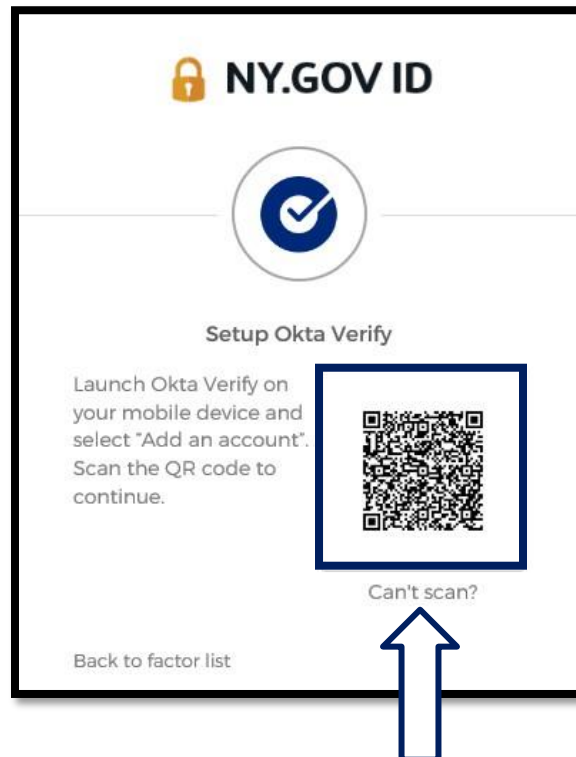 NY.GOV ID
Setup Okta Verify
Launch Okta Verify on
your mobile device and
select "Add an account".
Scan the QR code to
continue.
Can't scan?
Back to factor list